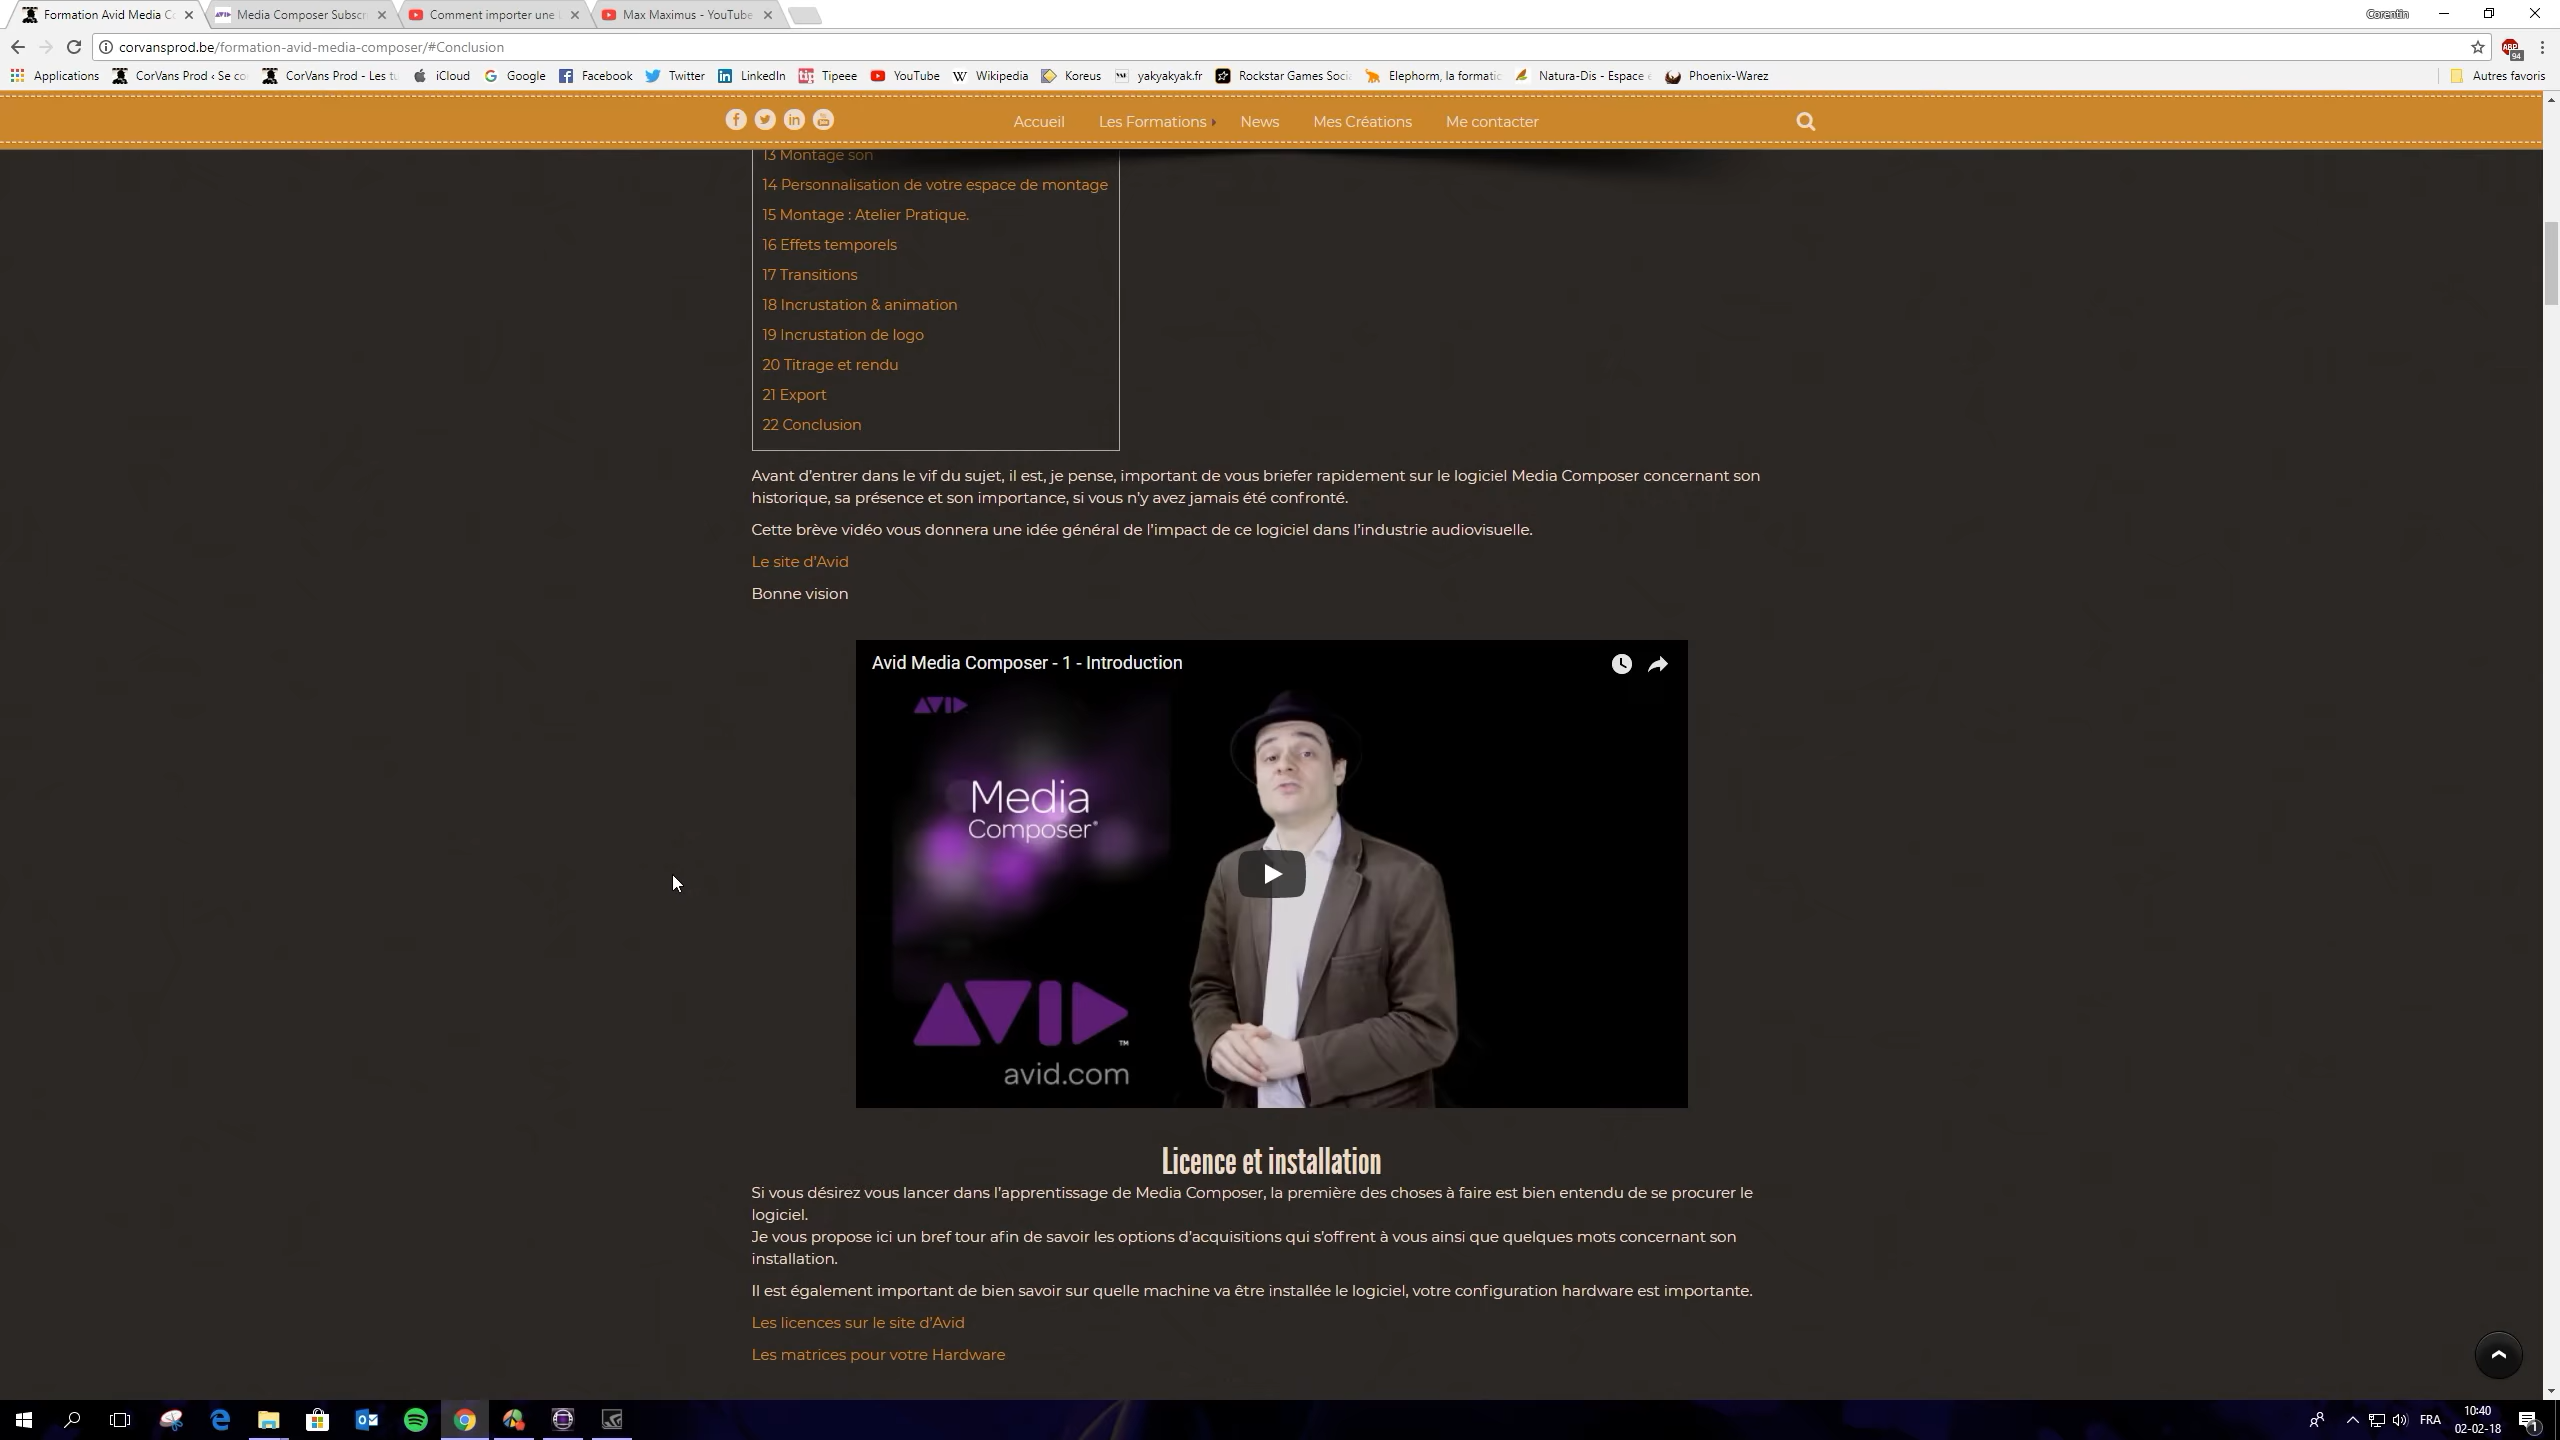 Formation Avid Media Co
Media Composer Subscr
Comment importer une
Max Maximus - YouTube
Corentin
corvansprod.be/formation-avid-media-composer/#Conclusion
ABP
94
Applications
CorVans Prod ‹ Se co
CorVans Prod - Les tu
iCloud
Google
Facebook
Twitter
LinkedIn
Tipeee
YouTube
Wikipedia
Koreus
yakyakyak.fr
Rockstar Games Socia
Elephorm, la formatic
Natura-Dis - Espace
Phoenix-Warez
Autres favoris
Accueil
Les Formations
News
Mes Créations
Me contacter
13 Montage son
14 Personnalisation de votre espace de montage
15 Montage : Atelier Pratique.
16 Effets temporels
17 Transitions
18 Incrustation & animation
19 Incrustation de logo
20 Titrage et rendu
21 Export
22 Conclusion
Avant d’entrer dans le vif du sujet, il est, je pense, important de vous briefer rapidement sur le logiciel Media Composer concernant son
historique, sa présence et son importance, si vous n’y avez jamais été confronté.
Cette brève vidéo vous donnera une idée général de l’impact de ce logiciel dans l’industrie audiovisuelle.
Le site d’Avid
Bonne vision
Avid Media Composer - 1 - Introduction
AVID
Media
Composer®
AVID™
avid.com
Licence et installation
Si vous désirez vous lancer dans l’apprentissage de Media Composer, la première des choses à faire est bien entendu de se procurer le
logiciel.
Je vous propose ici un bref tour afin de savoir les options d’acquisitions qui s’offrent à vous ainsi que quelques mots concernant son
installation.
Il est également important de bien savoir sur quelle machine va être installée le logiciel, votre configuration hardware est importante.
Les licences sur le site d’Avid
Les matrices pour votre Hardware
FRA
10:40
02-02-18
1